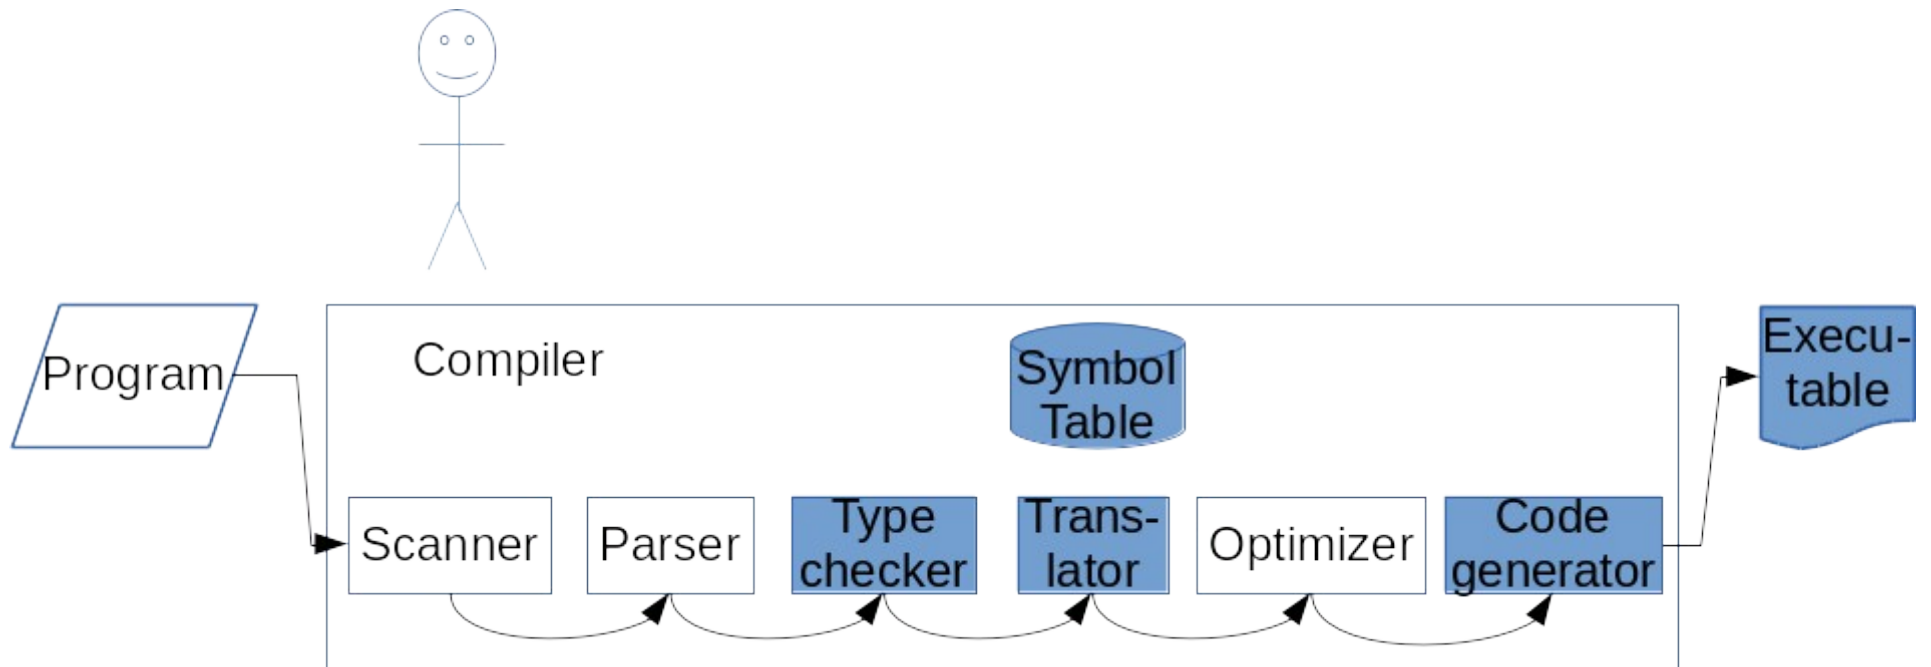 Program
Compiler
Symbol
Table
Execu-
table
Scanner
Parser
Type
checker
Trans-
lator
Optimizer
Code
generator